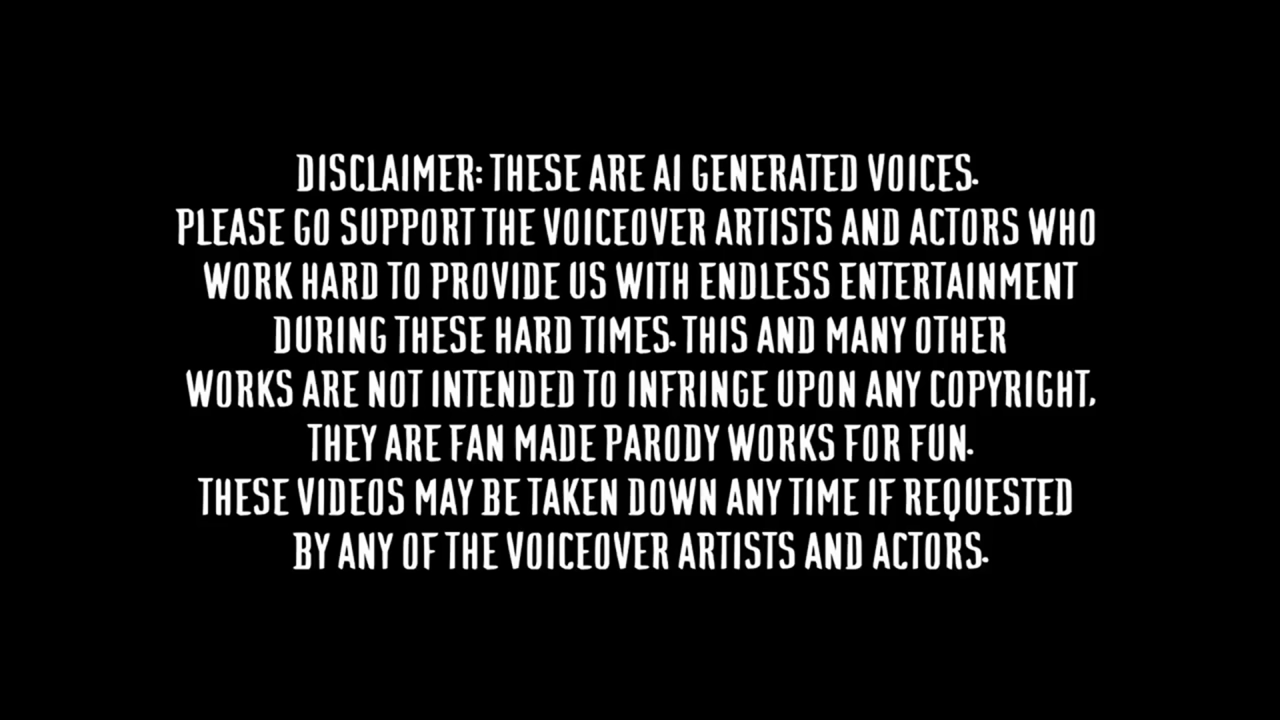 DISCLAIMER: THESE ARE AI GENERATED VOICES.
PLEASE GO SUPPORT THE VOICEOVER ARTISTS AND ACTORS WHO
WORK HARD TO PROVIDE US WITH ENDLESS ENTERTAINMENT
DURING THESE HARD TIMES. THIS AND MANY OTHER
WORKS ARE NOT INTENDED TO INFRINGE UPON ANY COPYRIGHT,
THEY ARE FAN MADE PARODY WORKS FOR FUN.
THESE VIDEOS MAY BE TAKEN DOWN ANY TIME IF REQUESTED
BY ANY OF THE VOICEOVER ARTISTS AND ACTORS.